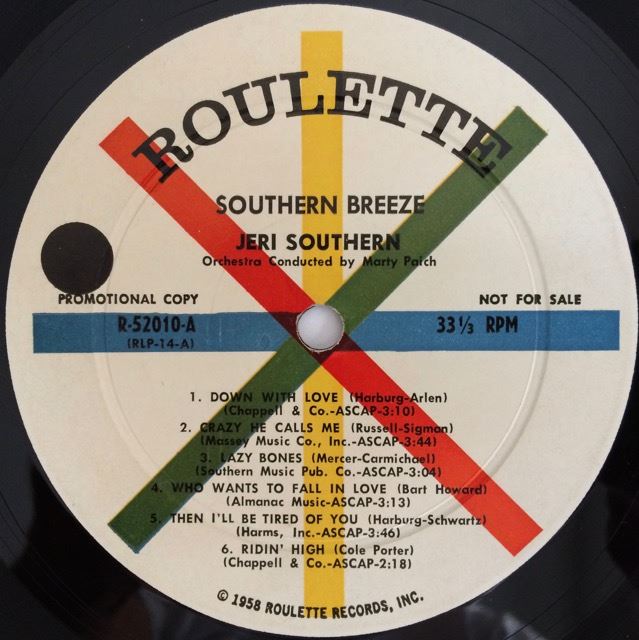 ROULETTE
SOUTHERN BREEZE
JERI SOUTHERN
Orchestra Conducted by Marty Paich
PROMOTIONAL COPY
NOT FOR SALE
R-52010-A
(RLP-14-A)
33 1/3 RPM
1. DOWN WITH LOVE (Harburg-Arlen)
(Chappell & Co.-ASCAP-3:10)
2. CRAZY HE CALLS ME (Russell-Sigman)
(Massey Music Co., Inc.-ASCAP-3:44)
3. LAZY BONES (Mercer-Carmichael)
(Southern Music Pub. Co.-ASCAP-3:04)
4. WHO WANTS TO FALL IN LOVE (Bart Howard)
(Almanac Music-ASCAP-3:13)
5. THEN I'LL BE TIRED OF YOU (Harburg-Schwartz)
(Harms, Inc.-ASCAP-3:46)
6. RIDIN' HIGH (Cole Porter)
(Chappell & Co.-ASCAP-2:18)
© 1958 ROULETTE RECORDS, INC.